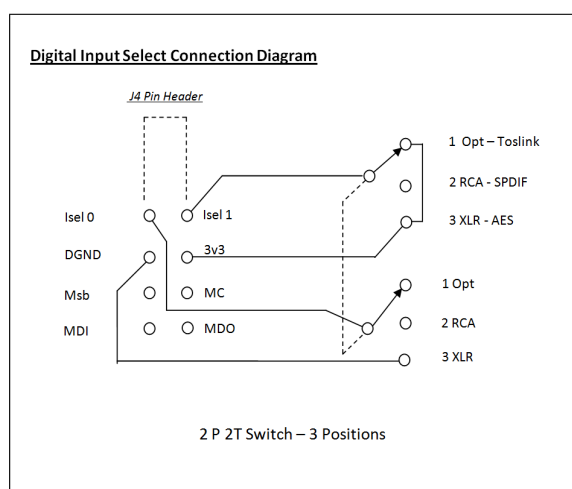 Digital Input Select Connection Diagram
J4 Pin Header
1 Opt – Toslink
2 RCA - SPDIF
3 XLR - AES
Isel 0
Isel 1
DGND
3v3
Msb
MC
MDI
MDO
1 Opt
2 RCA
3 XLR
2 P 2T Switch – 3 Positions